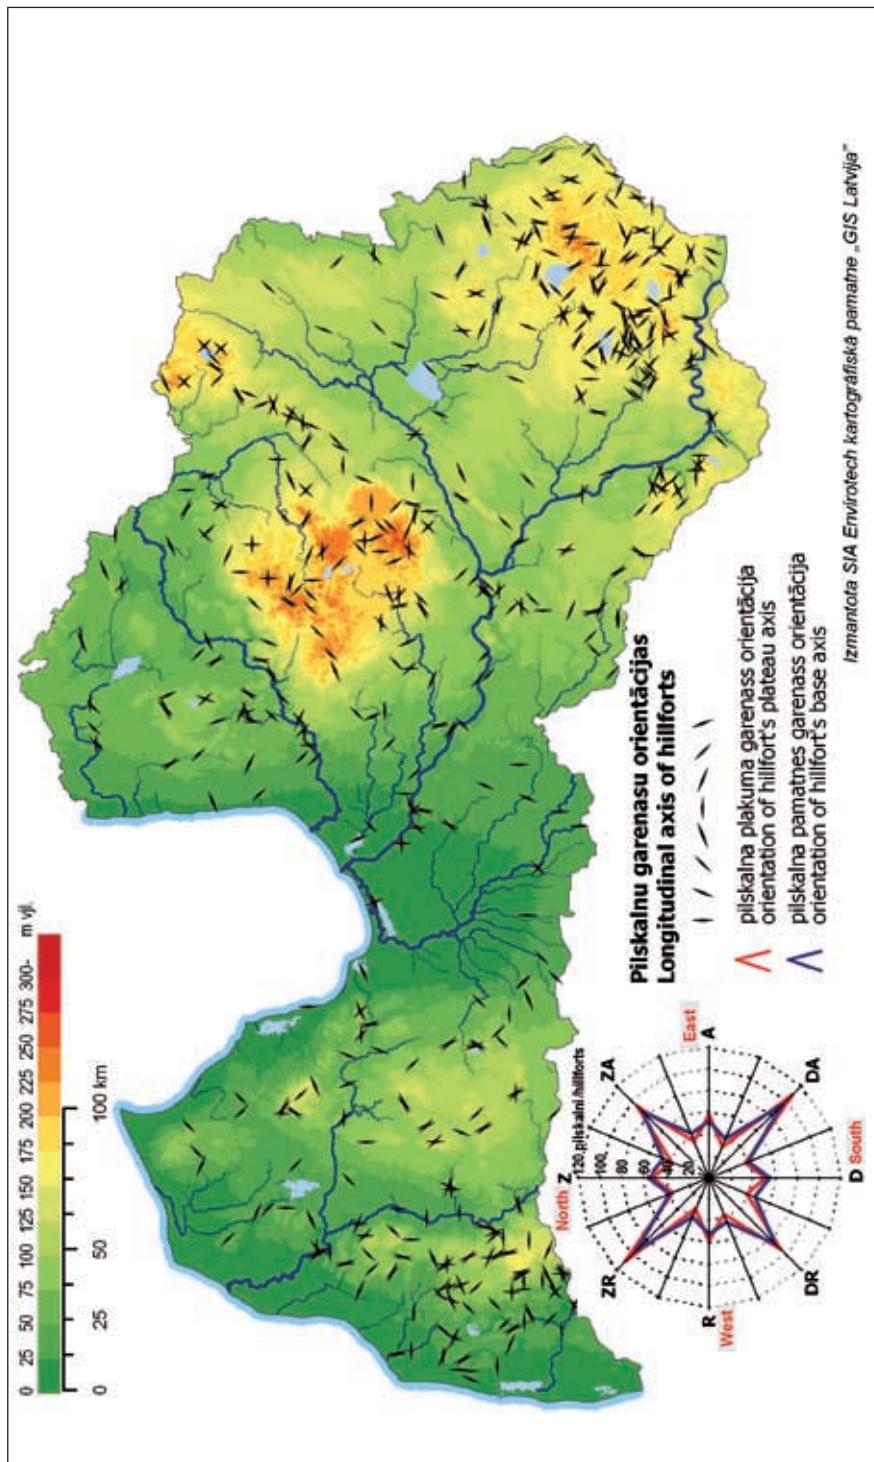 m vjl.
0 25 50 75 100 125 150 175 200 225 250 275 300-
0 25 50 100 km
Pilskalnu garenasu orientācijas
Longitudinal axis of hillforts
pilskalna plakuma garenass orientācija
orientation of hillfort's plateau axis
pilskalna pamatnes garenass orientācija
orientation of hillfort's base axis
120 pilskalni/hillforts
100
80
60
40
20
North Z
ZA
East
A
DA
D South
DR
West
R
ZR
Izmantota SIA Envirotech kartogrāfiskā pamatne „GIS Latvija"